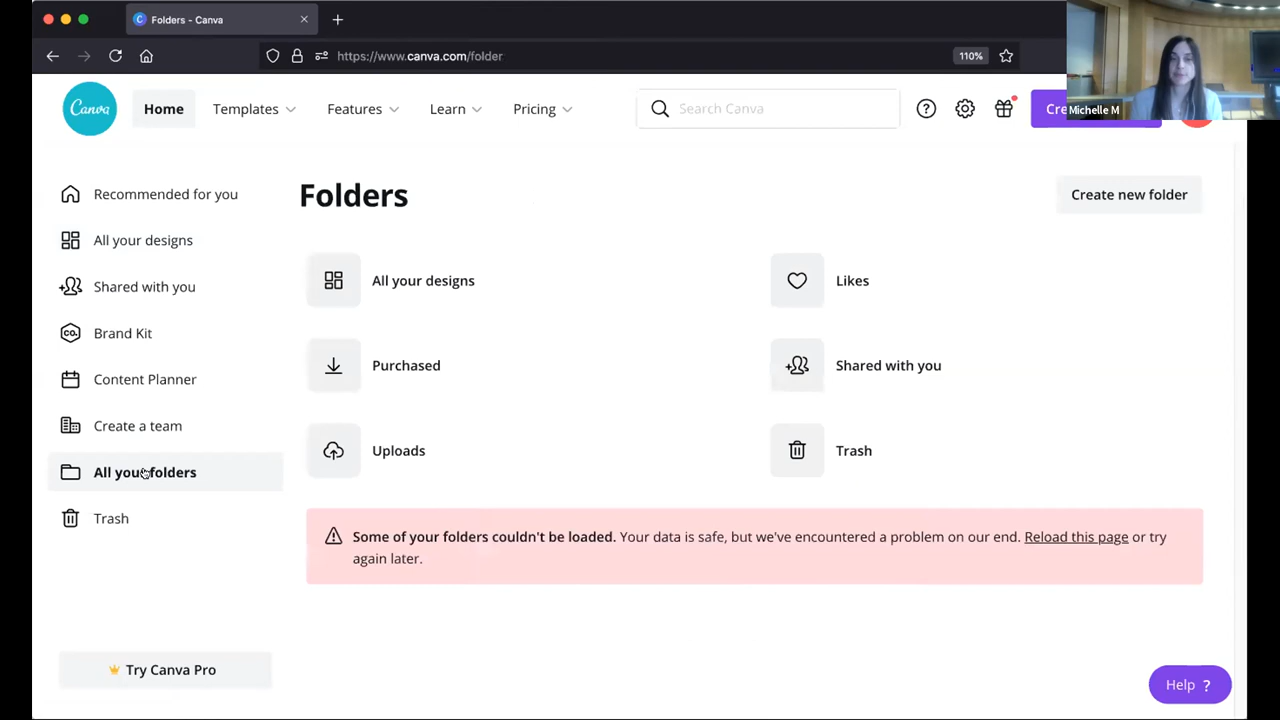 Folders - Canva
https://www.canva.com/folder
110%
Michelle M
Canva
Home
Templates
Features
Learn
Pricing
Search Canva
Cre
Recommended for you
All your designs
Shared with you
Brand Kit
Content Planner
Create a team
All your folders
Trash
Try Canva Pro
Folders
Create new folder
All your designs
Likes
Purchased
Shared with you
Uploads
Trash
Some of your folders couldn't be loaded. Your data is safe, but we've encountered a problem on our end. Reload this page or try
again later.
Help ?